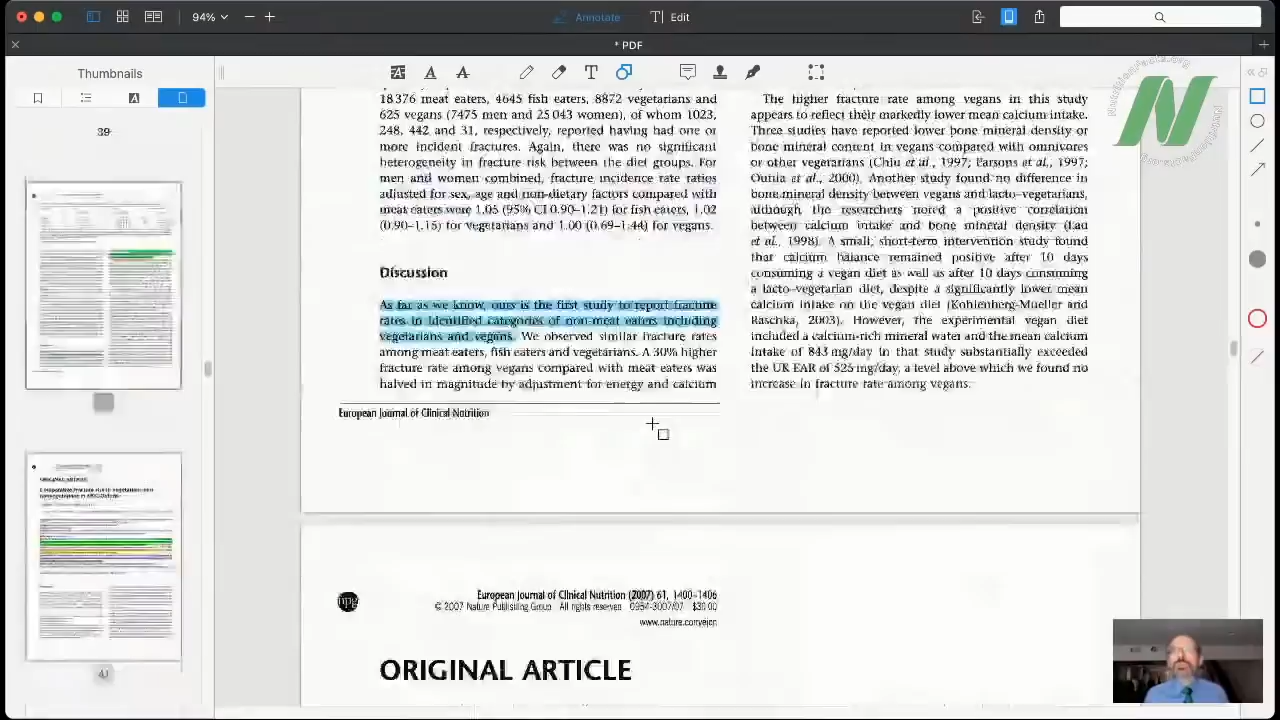 94%
Annotate
Edit
* PDF
Thumbnails
39
NutritionFacts.org
18 376 meat eaters, 4645 fish eaters, 8872 vegetarians and
625 vegans (7475 men and 25 043 women), of whom 1023,
248, 442 and 31, respectively, reported having had one or
more incident fractures. Again, there was no significant
heterogeneity in fracture risk between the diet groups. For
men and women combined, fracture incidence rate ratios
adjusted for sex, age and non-dietary factors compared with
meat eaters were 1.05 (95% CI 0.90–1.21) for fish eaters, 1.02
(0.90–1.15) for vegetarians and 1.00 (0.69–1.44) for vegans.
Discussion
As far as we know, ours is the first study to report fracture
rates in identified categories of non-meat eaters including
vegetarians and vegans. We observed similar fracture rates
among meat eaters, fish eaters and vegetarians. A 30% higher
fracture rate among vegans compared with meat eaters was
halved in magnitude by adjustment for energy and calcium
European Journal of Clinical Nutrition
The higher fracture rate among vegans in this study
appears to reflect their markedly lower mean calcium intake.
Three studies have reported lower bone mineral density or
bone mineral content in vegans compared with omnivores
or other vegetarians (Chiu et al., 1997; Parsons et al., 1997;
Outila et al., 2000). Another study found no difference in
bone mineral density between vegans and lacto-vegetarians,
although the researchers noted a positive correlation
between calcium intake and bone mineral density (Lau
et al., 1998). A small, short-term intervention study found
that calcium balance remained positive after 10 days
consuming a vegan diet as well as after 10 days consuming
a lacto-vegetarian diet, despite a significantly lower mean
calcium intake on the vegan diet (Kohlenberg-Mueller and
Raschka, 2003). However, the experimental vegan diet
included a calcium-rich mineral water and the mean calcium
intake of 843 mg/day in that study substantially exceeded
the UK EAR of 525 mg/day, a level above which we found no
increase in fracture rate among vegans.
41
npg
European Journal of Clinical Nutrition (2007) 61, 1400–1406
© 2007 Nature Publishing Group All rights reserved 0954-3007/07 $30.00
www.nature.com/ejcn
ORIGINAL ARTICLE